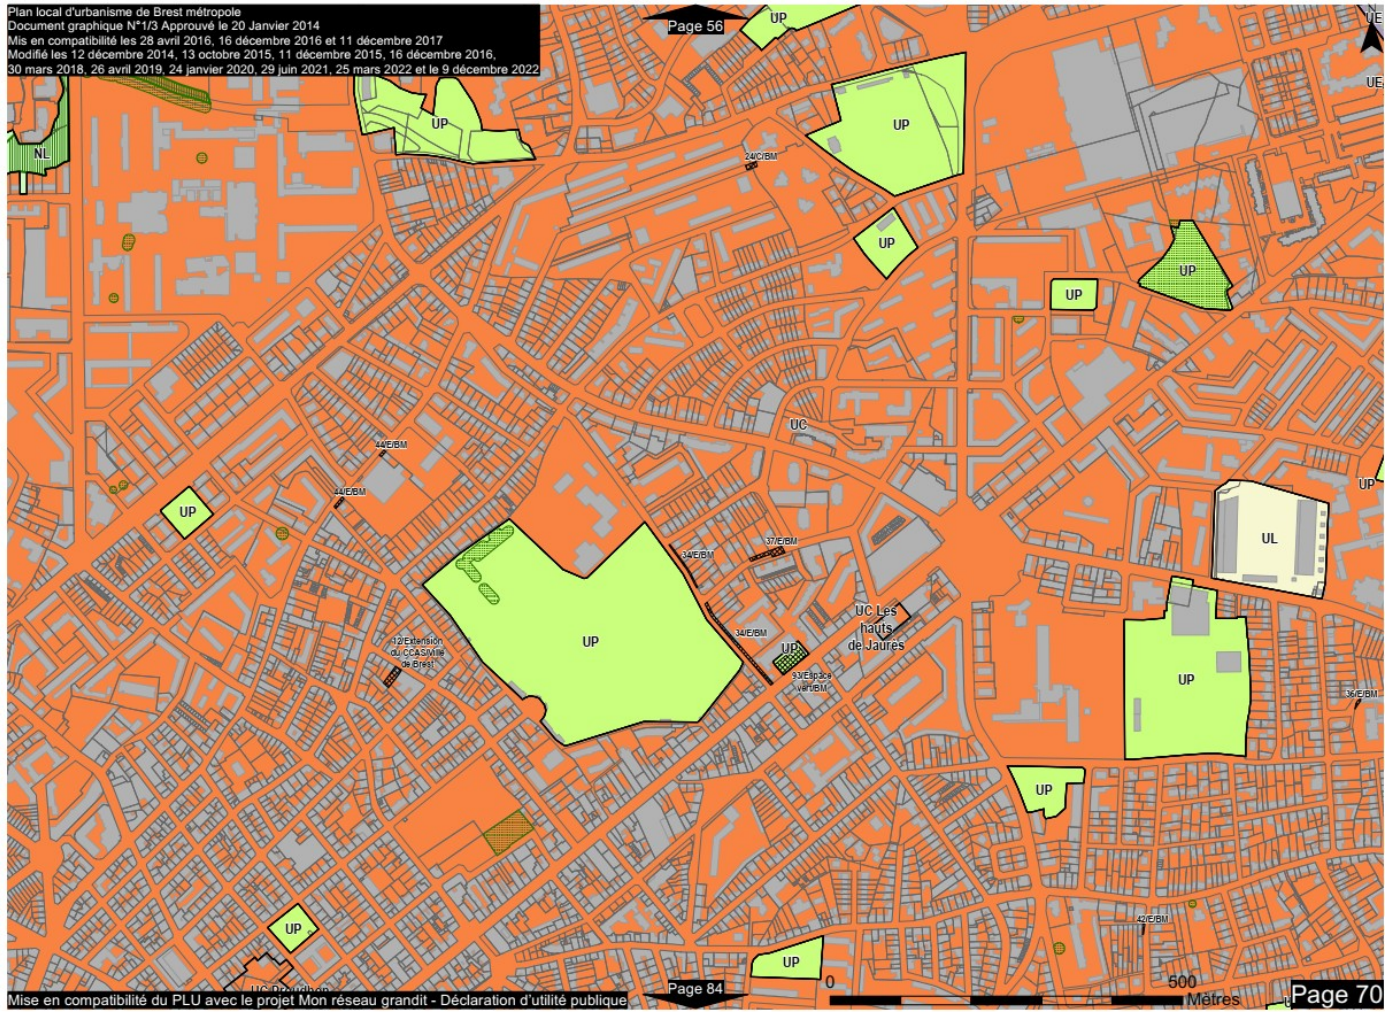 Plan local d'urbanisme de Brest métropole
Document graphique N°1/3 Approuvé le 20 Janvier 2014
Mis en compatibilité les 28 avril 2016, 16 décembre 2016 et 11 décembre 2017
Modifié les 12 décembre 2014, 13 octobre 2015, 11 décembre 2015, 16 décembre 2016,
30 mars 2018, 26 avril 2019, 24 janvier 2020, 29 juin 2021, 25 mars 2022 et le 9 décembre 2022
Page 56
UP
UE
UE
UP
UP
NL
24/C/BM
UP
UP
UP
UC
44/E/BM
44/E/BM
UP
UP
UL
37/E/BM
34/E/BM
UC Les
hauts
de Jaures
34/E/BM
UP
UP
93/Espace
vert/BM
12/Extension
du CCAS/Ville
de Brest
UP
36/E/BM
UP
42/E/BM
UP
UP
UC Proudhon
Page 84
0
500
Mètres
Mise en compatibilité du PLU avec le projet Mon réseau grandit - Déclaration d'utilité publique
Page 70